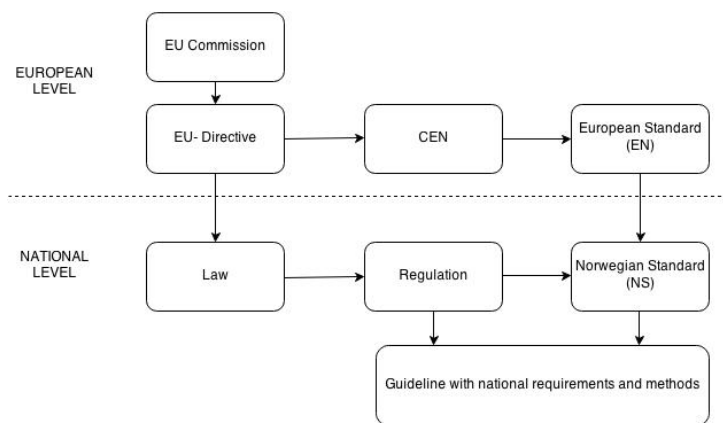 EU Commission
EUROPEAN
LEVEL
EU- Directive
CEN
European Standard
(EN)
NATIONAL
LEVEL
Law
Regulation
Norwegian Standard
(NS)
Guideline with national requirements and methods